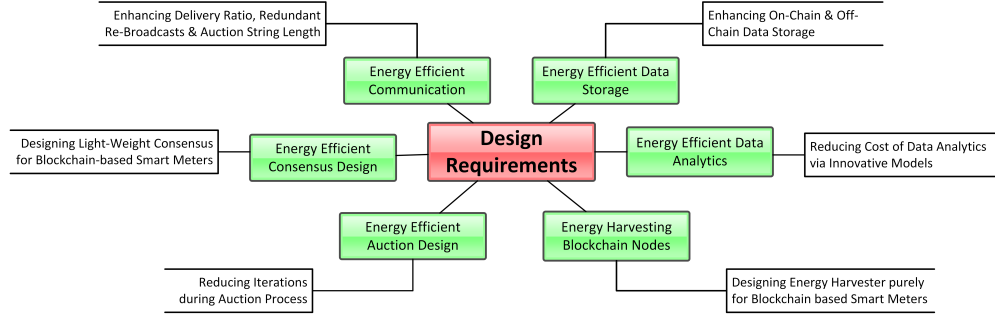 Enhancing Delivery Ratio, Redundant
Re-Broadcasts & Auction String Length
Enhancing On-Chain & Off-
Chain Data Storage
Energy Efficient
Communication
Energy Efficient Data
Storage
Designing Light-Weight Consensus
for Blockchain-based Smart Meters
Energy Efficient
Consensus Design
Design
Requirements
Energy Efficient Data
Analytics
Reducing Cost of Data Analytics
via Innovative Models
Energy Efficient
Auction Design
Energy Harvesting
Blockchain Nodes
Reducing Iterations
during Auction Process
Designing Energy Harvester purely
for Blockchain based Smart Meters